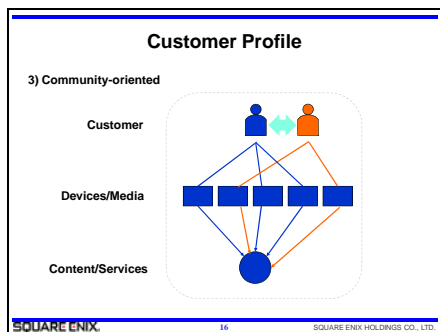 Customer Profile
3) Community-oriented
Customer
Devices/Media
Content/Services
SQUARE ENIX.
16
SQUARE ENIX HOLDINGS CO., LTD.